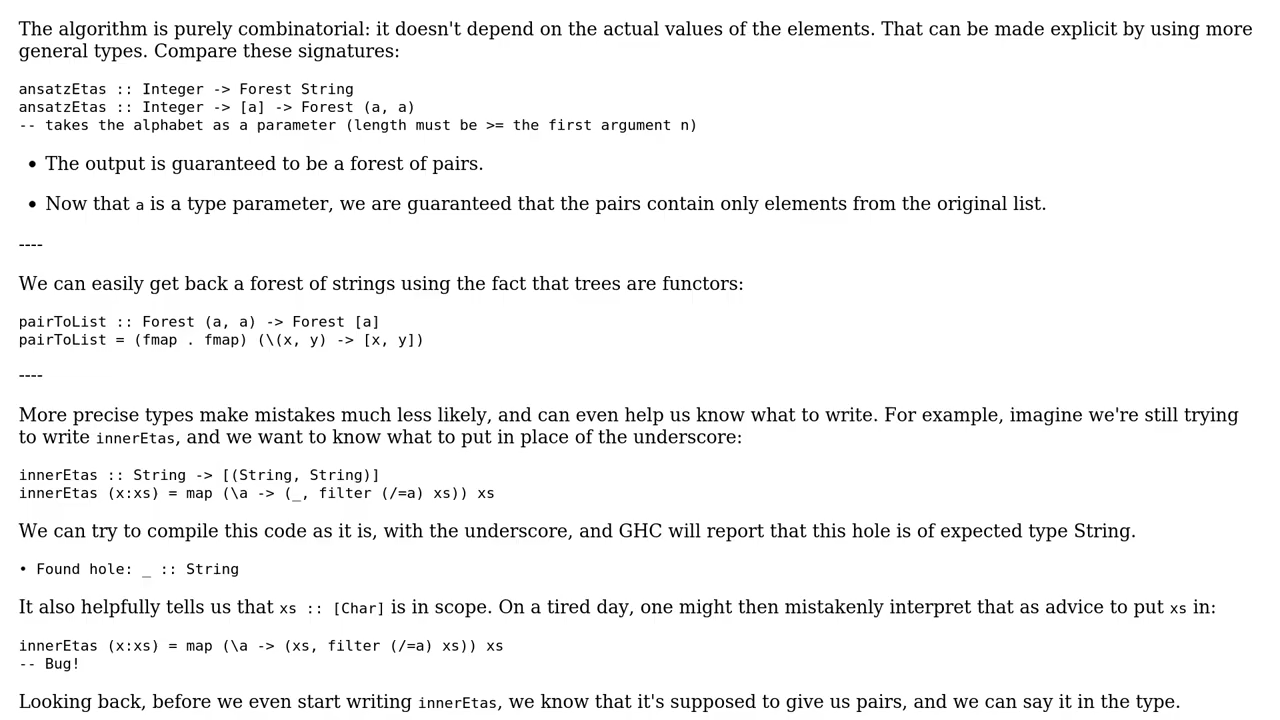 The algorithm is purely combinatorial: it doesn't depend on the actual values of the elements. That can be made explicit by using more
general types. Compare these signatures:
ansatzEtas :: Integer -> Forest String
ansatzEtas :: Integer -> [a] -> Forest (a, a)
-- takes the alphabet as a parameter (length must be >= the first argument n)
• The output is guaranteed to be a forest of pairs.
• Now that a is a type parameter, we are guaranteed that the pairs contain only elements from the original list.
----
We can easily get back a forest of strings using the fact that trees are functors:
pairToList :: Forest (a, a) -> Forest [a]
pairToList = (fmap . fmap) (\(x, y) -> [x, y])
----
More precise types make mistakes much less likely, and can even help us know what to write. For example, imagine we're still trying
to write innerEtas, and we want to know what to put in place of the underscore:
innerEtas :: String -> [(String, String)]
innerEtas (x:xs) = map (\a -> (_, filter (/=a) xs)) xs
We can try to compile this code as it is, with the underscore, and GHC will report that this hole is of expected type String.
• Found hole: _ :: String
It also helpfully tells us that xs :: [Char] is in scope. On a tired day, one might then mistakenly interpret that as advice to put xs in:
innerEtas (x:xs) = map (\a -> (xs, filter (/=a) xs)) xs
-- Bug!
Looking back, before we even start writing innerEtas, we know that it's supposed to give us pairs, and we can say it in the type.